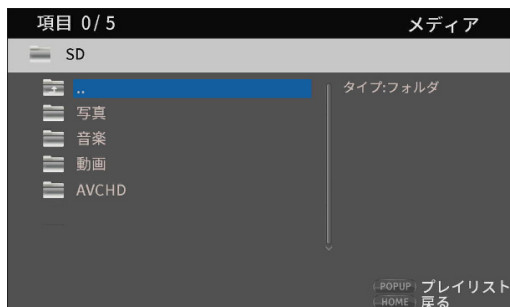 項目 0/5 メディア
SD
..
タイプ:フォルダ
写真
音楽
動画
AVCHD
POPUP プレイリスト
HOME 戻る